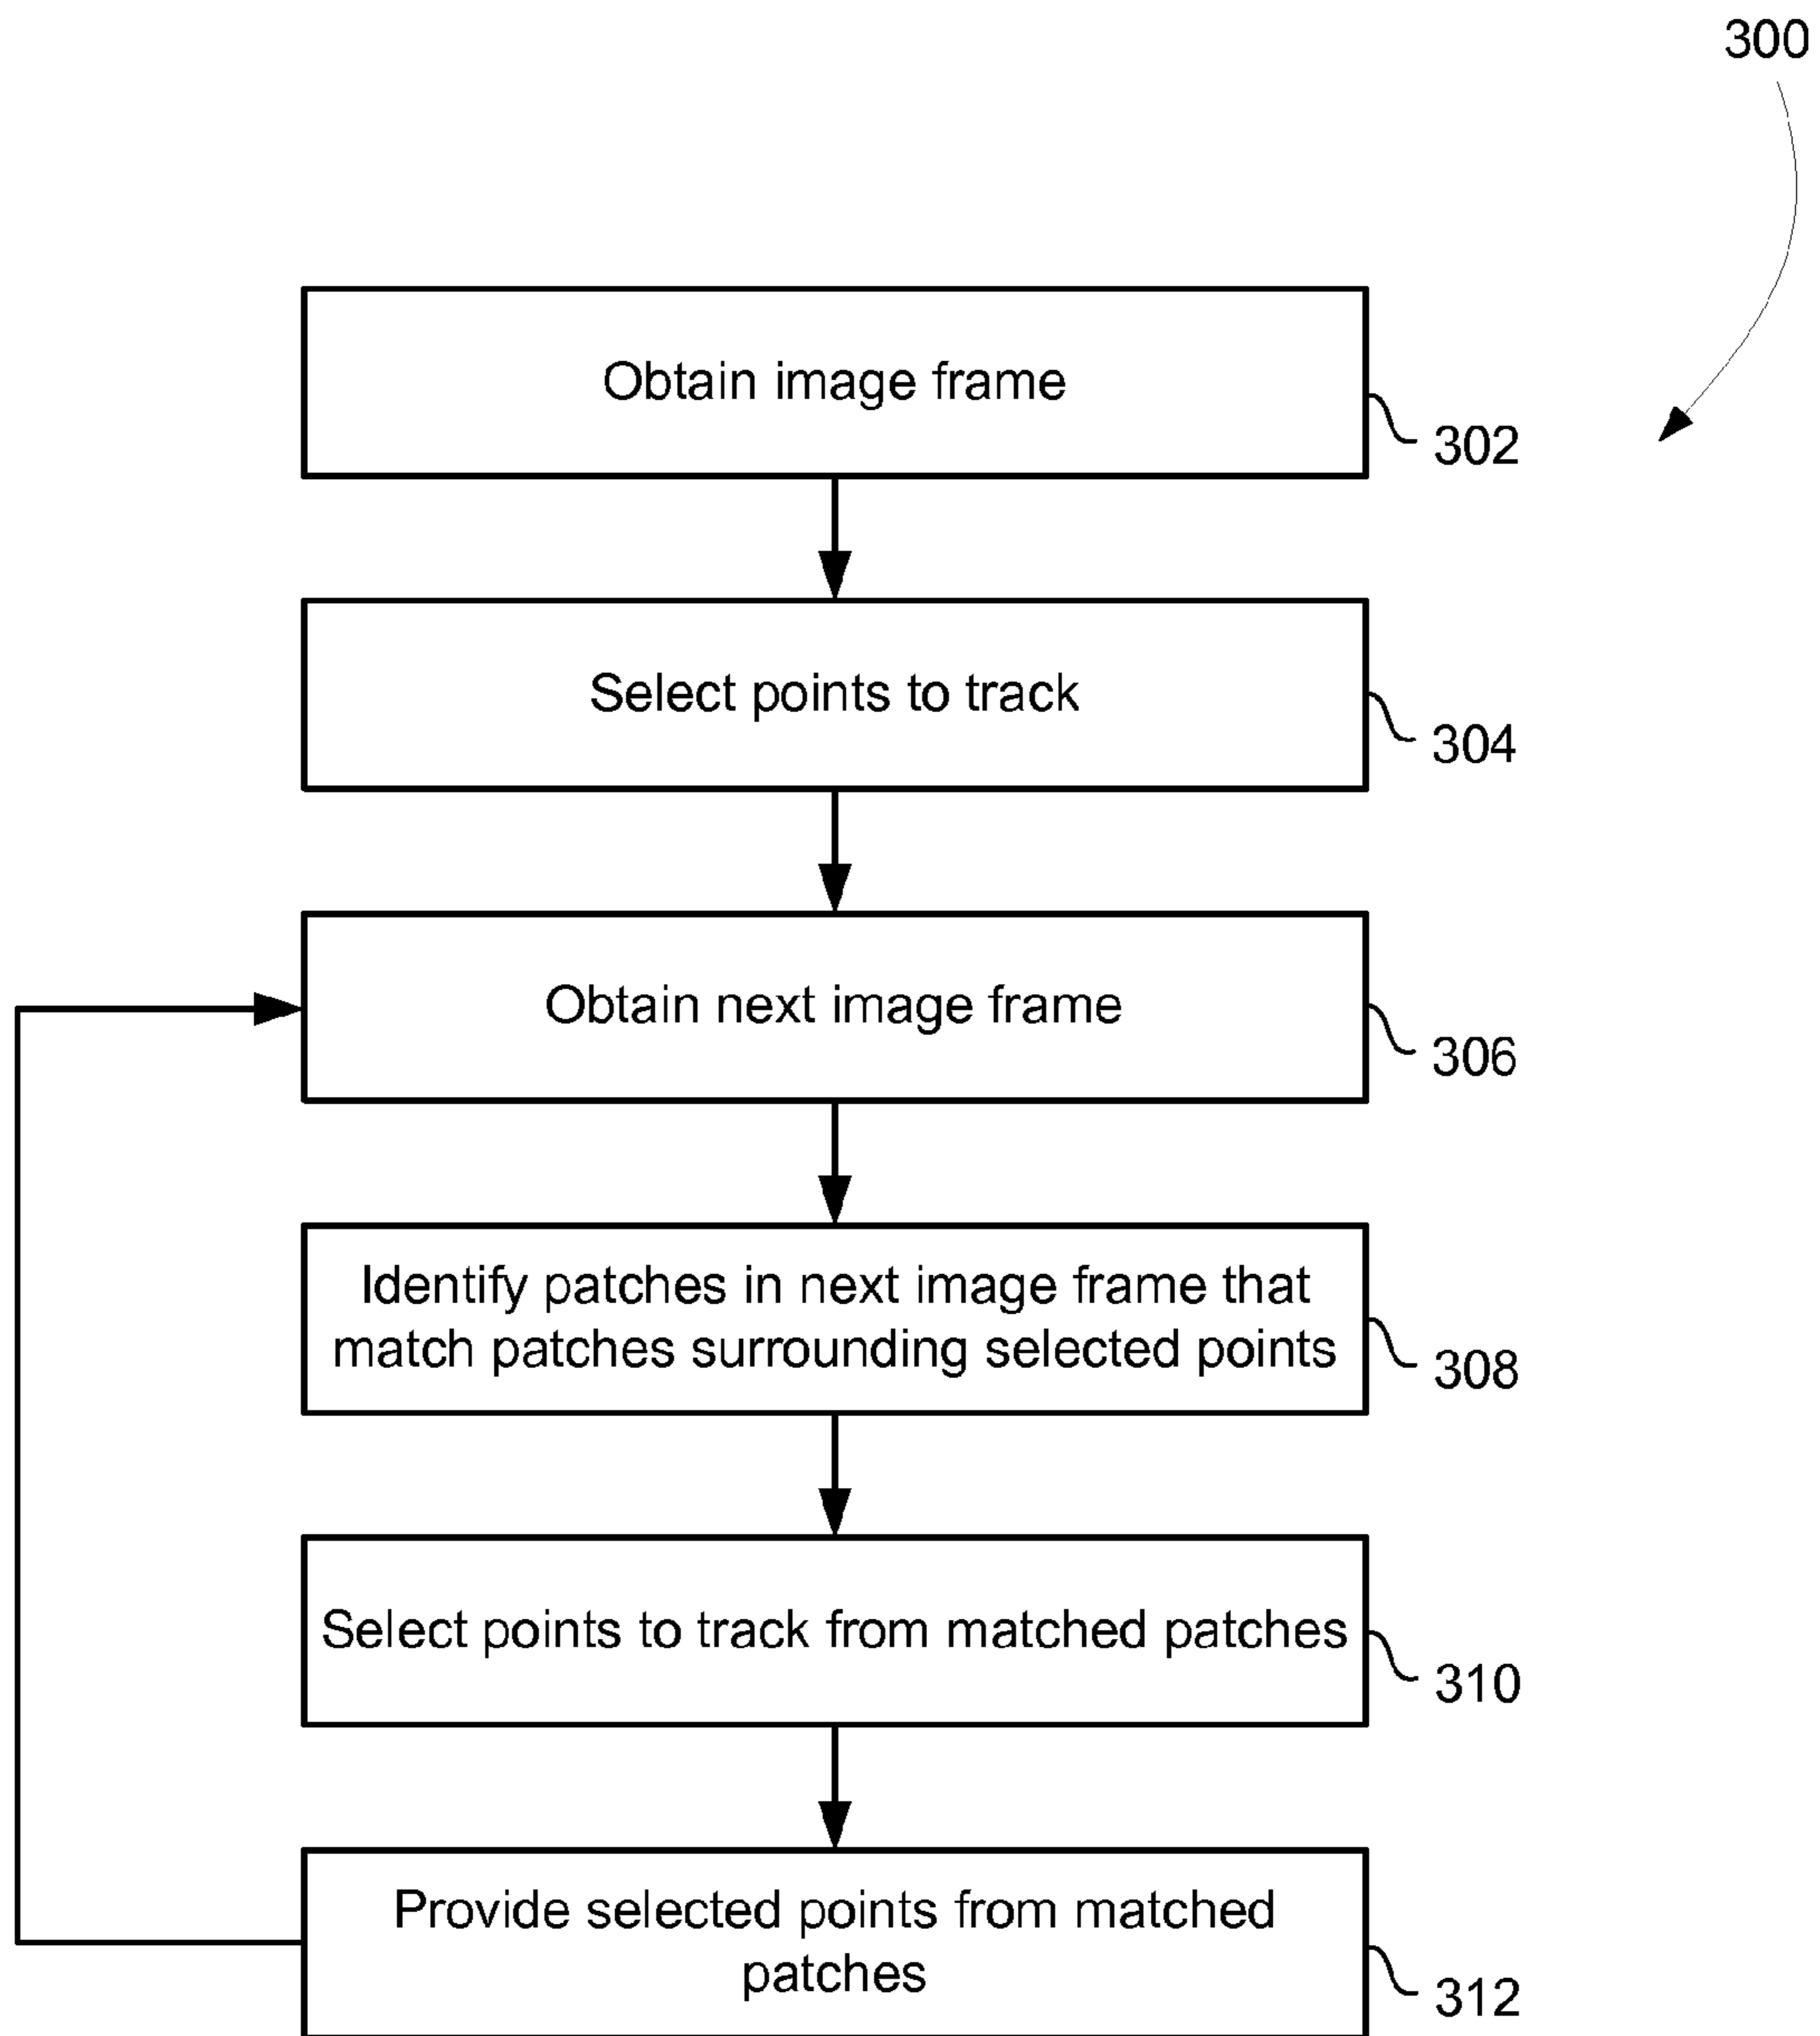 300
Obtain image frame
302
Select points to track
304
Obtain next image frame
306
Identify patches in next image frame that
match patches surrounding selected points
308
Select points to track from matched patches
310
Provide selected points from matched
patches
312